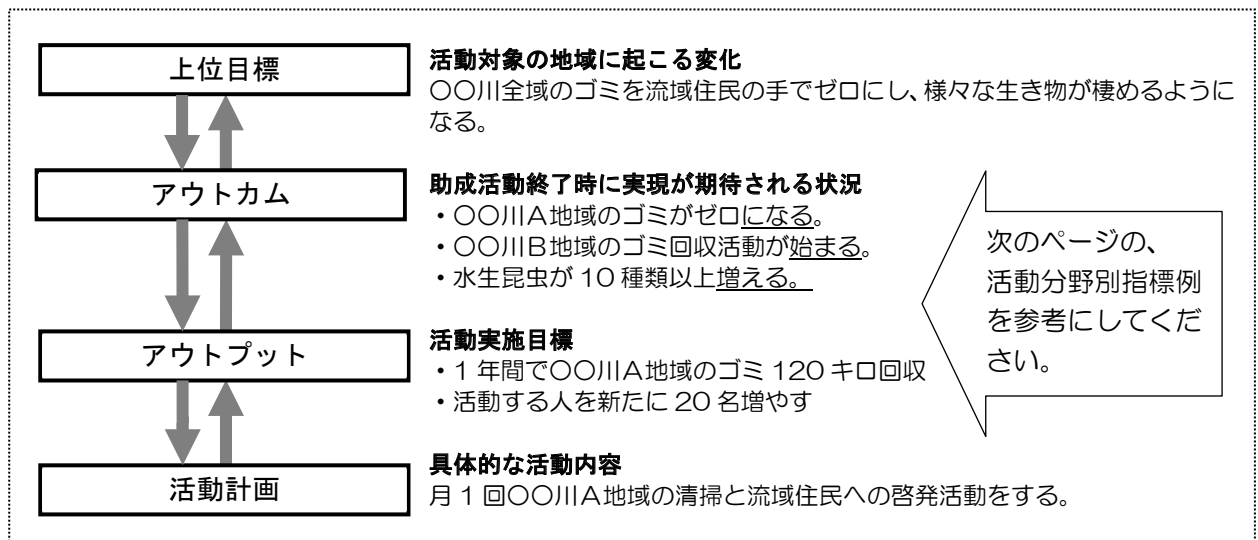 上位目標
活動対象の地域に起こる変化
〇〇川全域のゴミを流域住民の手でゼロにし、様々な生き物が棲めるように
なる。
アウトカム
助成活動終了時に実現が期待される状況
・〇〇川A地域のゴミがゼロになる。
・〇〇川B地域のゴミ回収活動が始まる。
・水生昆虫が 10 種類以上増える。
次のページの、
活動分野別指標例
を参考にしてくだ
さい。
アウトプット
活動実施目標
・1 年間で〇〇川A地域のゴミ 120 キロ回収
・活動する人を新たに 20 名増やす
活動計画
具体的な活動内容
月 1 回〇〇川A地域の清掃と流域住民への啓発活動をする。